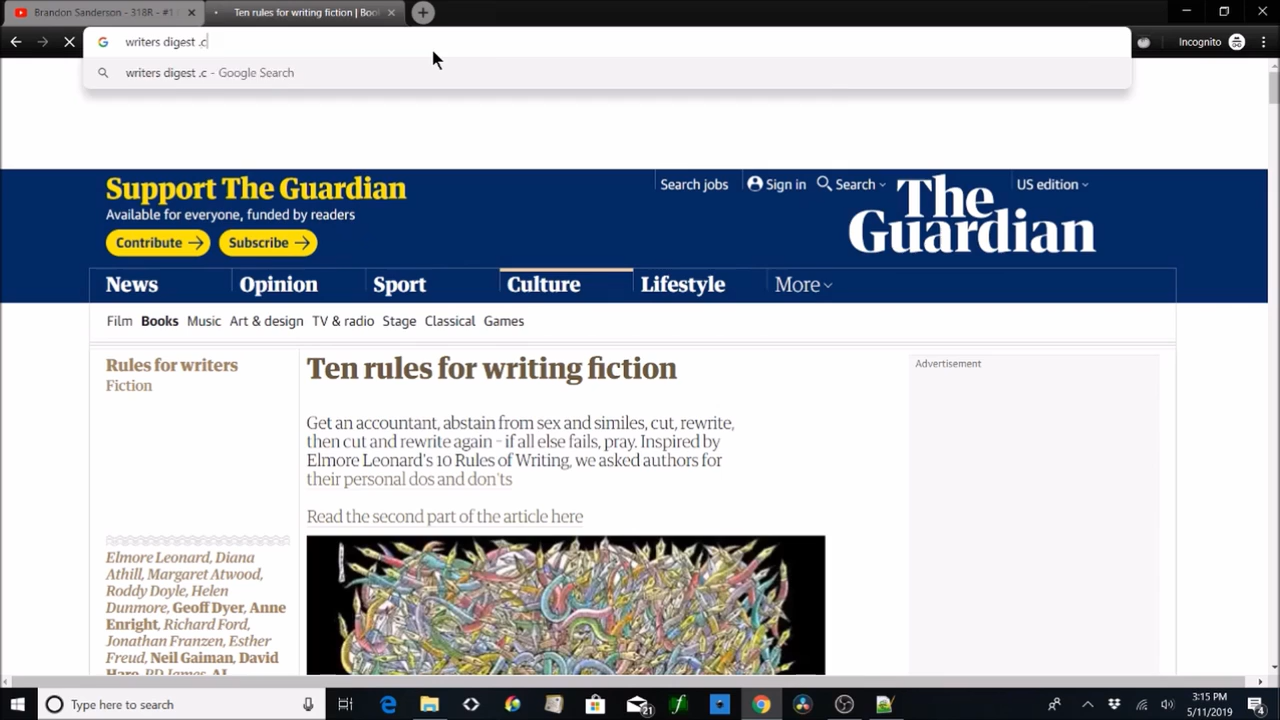 Brandon Sanderson - 318R - #1
Ten rules for writing fiction | Boo
writers digest .c
Incognito
writers digest .c - Google Search
Support The Guardian
Available for everyone, funded by readers
Contribute
Subscribe
Search jobs
Sign in
Search
US edition
The
Guardian
News
Opinion
Sport
Culture
Lifestyle
More
Film Books Music Art & design TV & radio Stage Classical Games
Rules for writers
Fiction
Ten rules for writing fiction
Get an accountant, abstain from sex and similes, cut, rewrite,
then cut and rewrite again – if all else fails, pray. Inspired by
Elmore Leonard's 10 Rules of Writing, we asked authors for
their personal dos and don'ts
Read the second part of the article here
Advertisement
Elmore Leonard, Diana
Athill, Margaret Atwood,
Roddy Doyle, Helen
Dunmore, Geoff Dyer, Anne
Enright, Richard Ford,
Jonathan Franzen, Esther
Freud, Neil Gaiman, David
Hare, PD James, AL
Type here to search
21
3:15 PM
5/11/2019
4